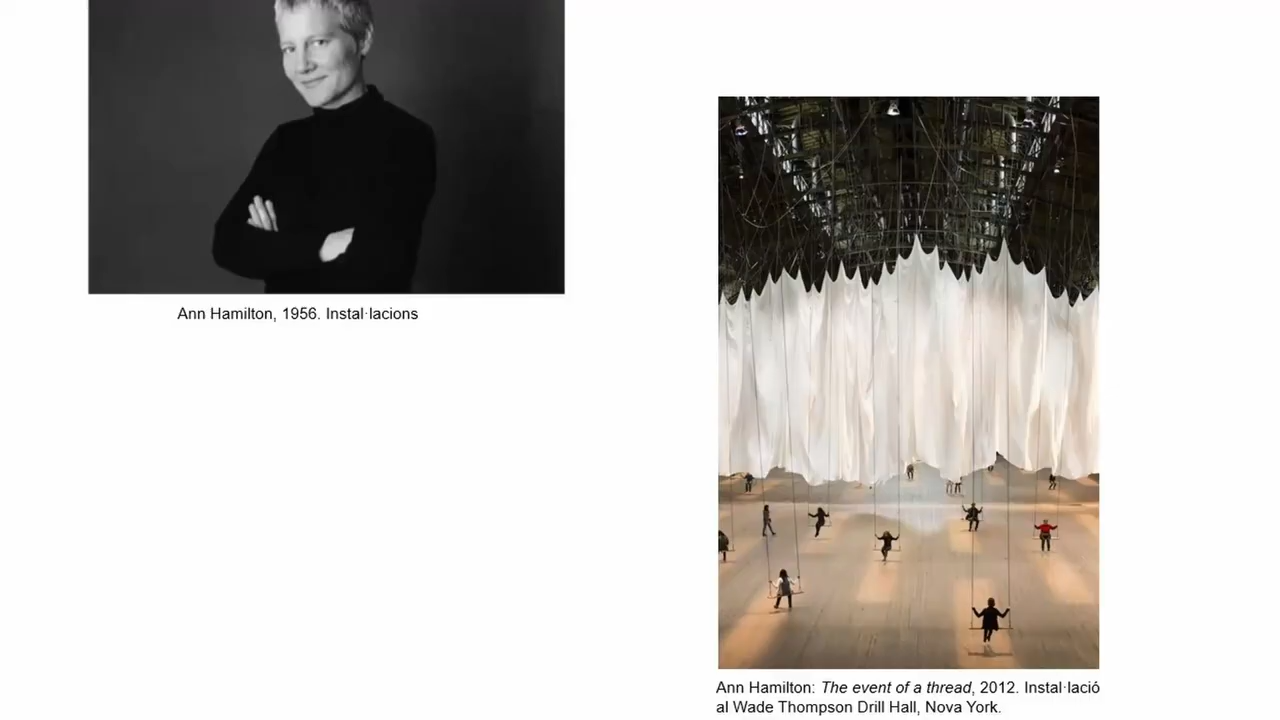 Ann Hamilton, 1956. Instal·lacions
Ann Hamilton: The event of a thread, 2012. Instal·lació
al Wade Thompson Drill Hall, Nova York.